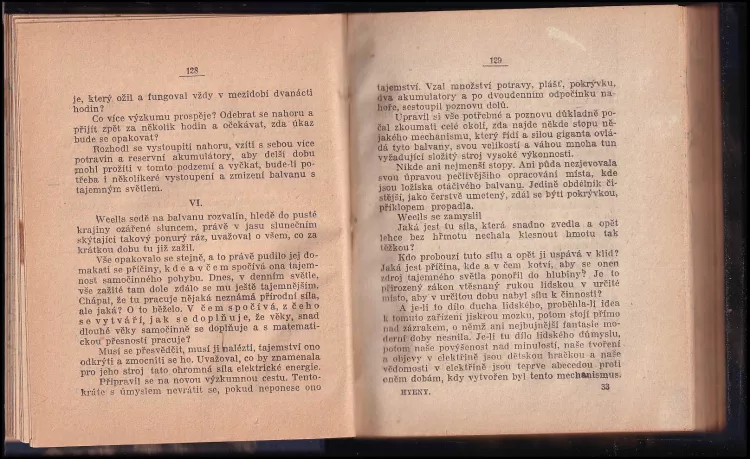 128
je, který ožil a fungoval vždy v mezidobí dvanácti
hodin?
Co více výzkumu prospěje? Odebrat se nahoru a
přijíti zpět za několik hodin a očekávat, zda úkaz
bude se opakovat?
Rozhodl se vystoupiti nahoru, vzíti s sebou více
potravin a reservní akumulátory, aby delší dobu
mohl prožíti v tomto podzemí a vyčkat, bude-li po-
třeba i několikeré vystoupení a zmizení balvanu s
tajemným světlem.
VI.
Weells sedě na balvanu rozvalin, hledě do pusté
krajiny ozářené sluncem, právě v jasu slunečním
skýtající takový ponurý ráz, uvažoval o všem, co za
krátkou dobu tu již zažil.
Vše opakovalo se stejně, a to právě pudilo jej do-
makati se příčiny, kde a v čem spočívá ona tajem-
nost samočinného pohybu. Dnes, v denním světle,
vše zažité tam dole zdálo se mu ještě tajemnějším.
Chápal, že tu pracuje nějaká neznámá přírodní síla,
ale jaká? O to běželo. V čem spočívá, z čeho
se vytváří, jak se doplňuje, že věky, snad
dlouhé věky samočinně se doplňuje a s matemati-
ckou přesností pracuje?
Musí se přesvědčit, musí ji nalézti, tajemství ono
odkrýti a zmocniti se ho. Uvažoval, co by znamenala
pro jeho stroj tato ohromná síla elektrické energie.
Připravil se na novou výzkumnou cestu. Tento-
kráte s úmyslem nevrátit se, pokud neponese ono
129
tajemství. Vzal množství potravy, plášť, pokrývku,
dva akumulatory a po dvoudenním odpočinku na-
hoře, sestoupil poznovu dolů.
Upravil si vše potřebné a poznovu důkladně po-
čal zkoumati celé okolí, zda najde někde stopu ně-
jakého mechanismu, který řídí a silou giganta ovlá-
dá tyto balvany, svou velikostí a váhou mnoha tun
vyžadující složitý stroj vysoké výkonnosti.
Nikde ani nejmenší stopy. Ani půda nezjevovala
svou úpravou pečlivějšího opracování místa, kde
jsou ložiska otáčivého balvanu. Jedině obdélník či-
stější, jako čerstvě umetený, zdál se býti pokrývkou,
příklopem propadla.
Weells se zamyslil
Jaká jest tu síla, která snadno zvedla a opět
lehce bez hřmotu nechala klesnout hmotu tak
těžkou?
Kdo probouzí tuto sílu a opět ji uspává v klid?
Jaká jest příčina, kde a v čem kotví, aby se onen
zdroj tajemného světla ponořil do hlubiny? Je to
přirozený zákon vtěsnaný rukou lidskou v určité
místo, aby v určitou dobu nabyl sílu k činnosti?
A je-li to dílo ducha lidského, proběhla-li idea
k tomuto zařízení jiskrou mozku, potom stojí přímo
nad zázrakem, o němž ani nejbujnější fantasie mo-
derní doby nesnila. Je-li tu dílo lidského důmyslu,
potom naše povýšenost nad minulostí, naše tvoření
a objevy v elektřině jsou dětskou hračkou a naše
vědomosti v elektřině jsou teprve abecedou proti
oněm dobám, kdy vytvořen byl tento mechanismus.
HYENY.
33